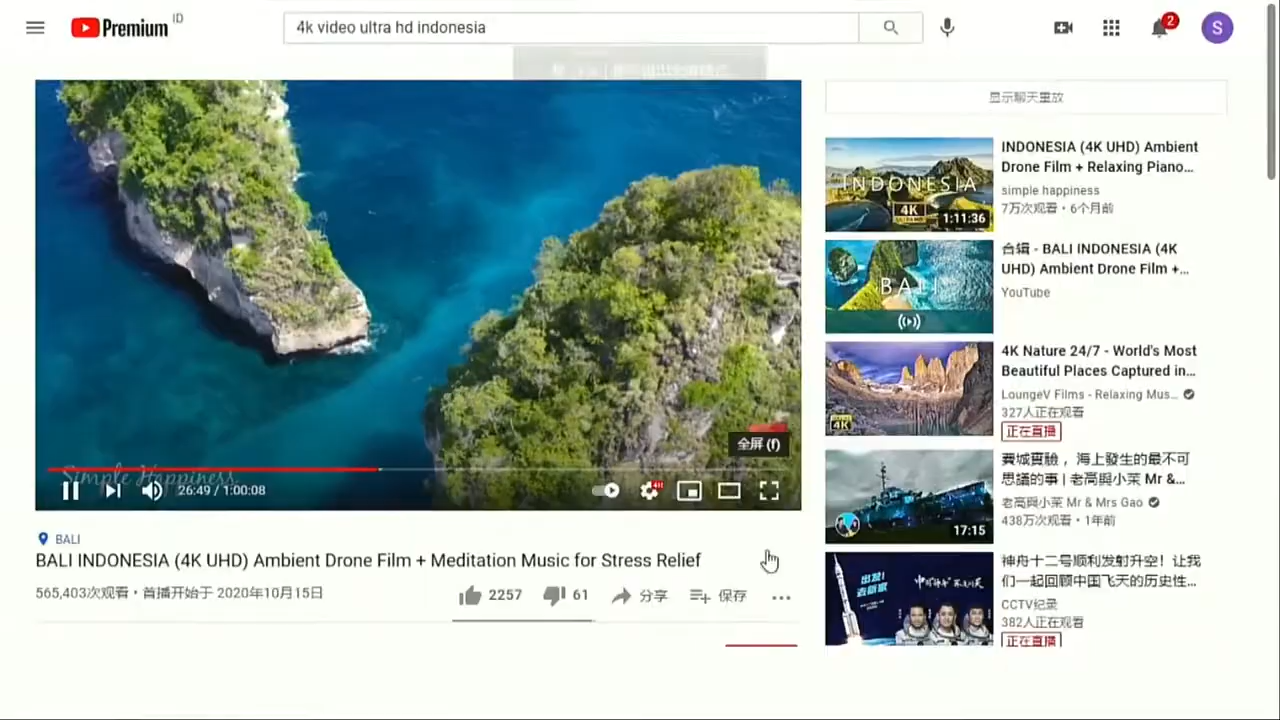 Premium
ID
4k video ultra hd indonesia
2
S
显示聊天重放
INDONESIA
4K
1:11:36
INDONESIA (4K UHD) Ambient
Drone Film + Relaxing Piano...
simple happiness
7万次观看・6个月前
BALI
合辑 - BALI INDONESIA (4K
UHD) Ambient Drone Film +...
YouTube
4K
4K Nature 24/7 - World's Most
Beautiful Places Captured in...
LoungeV Films - Relaxing Mus...
327人正在观看
正在直播
17:15
費城實驗， 海上發生的最不可
思議的事 | 老高與小茉 Mr &...
老高與小茉 Mr & Mrs Gao
438万次观看・1年前
神舟十二号顺利发射升空！让我
们一起回顾中国飞天的历史性...
CCTV纪录
382人正在观看
正在直播
全屏 (f)
Simple Happiness
26:49 / 1:00:08
BALI
BALI INDONESIA (4K UHD) Ambient Drone Film + Meditation Music for Stress Relief
565,403次观看・首播开始于 2020年10月15日
2257
61
分享
保存